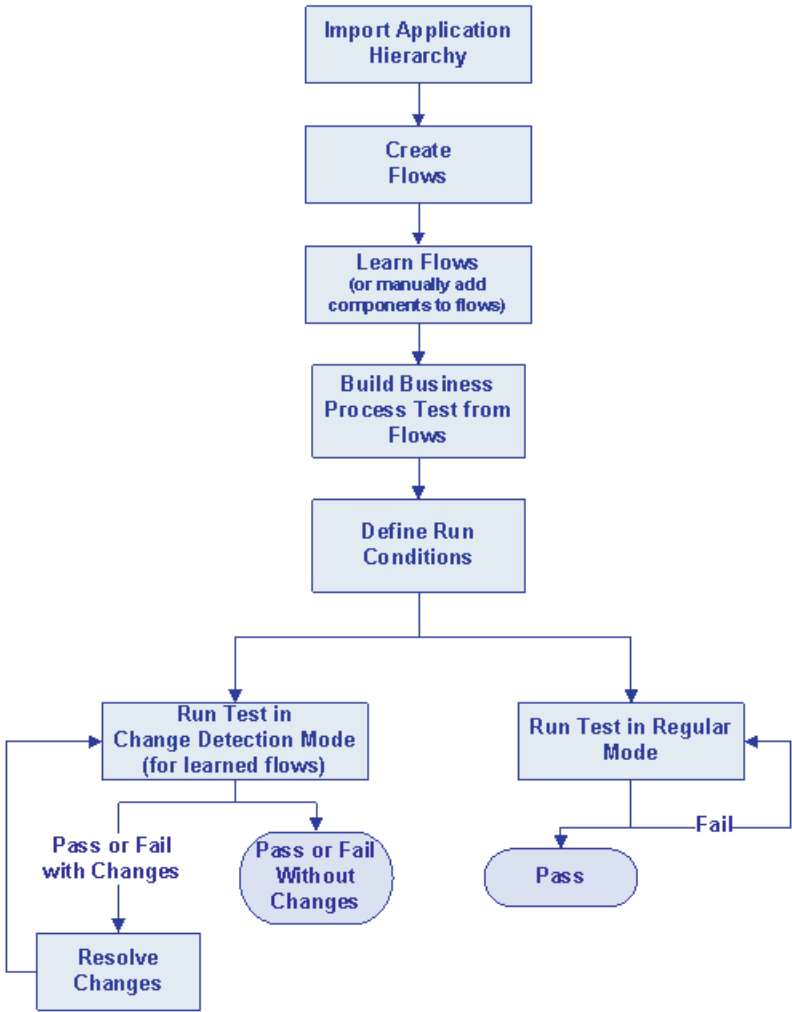 Import Application
Hierarchy
Create
Flows
Learn Flows
(or manually add
components to flows)
Build Business
Process Test from
Flows
Define Run
Conditions
Run Test in
Change Detection Mode
(for learned flows)
Run Test in Regular
Mode
Fail
Pass or Fail
with Changes
Pass or Fail
Without
Changes
Pass
Resolve
Changes